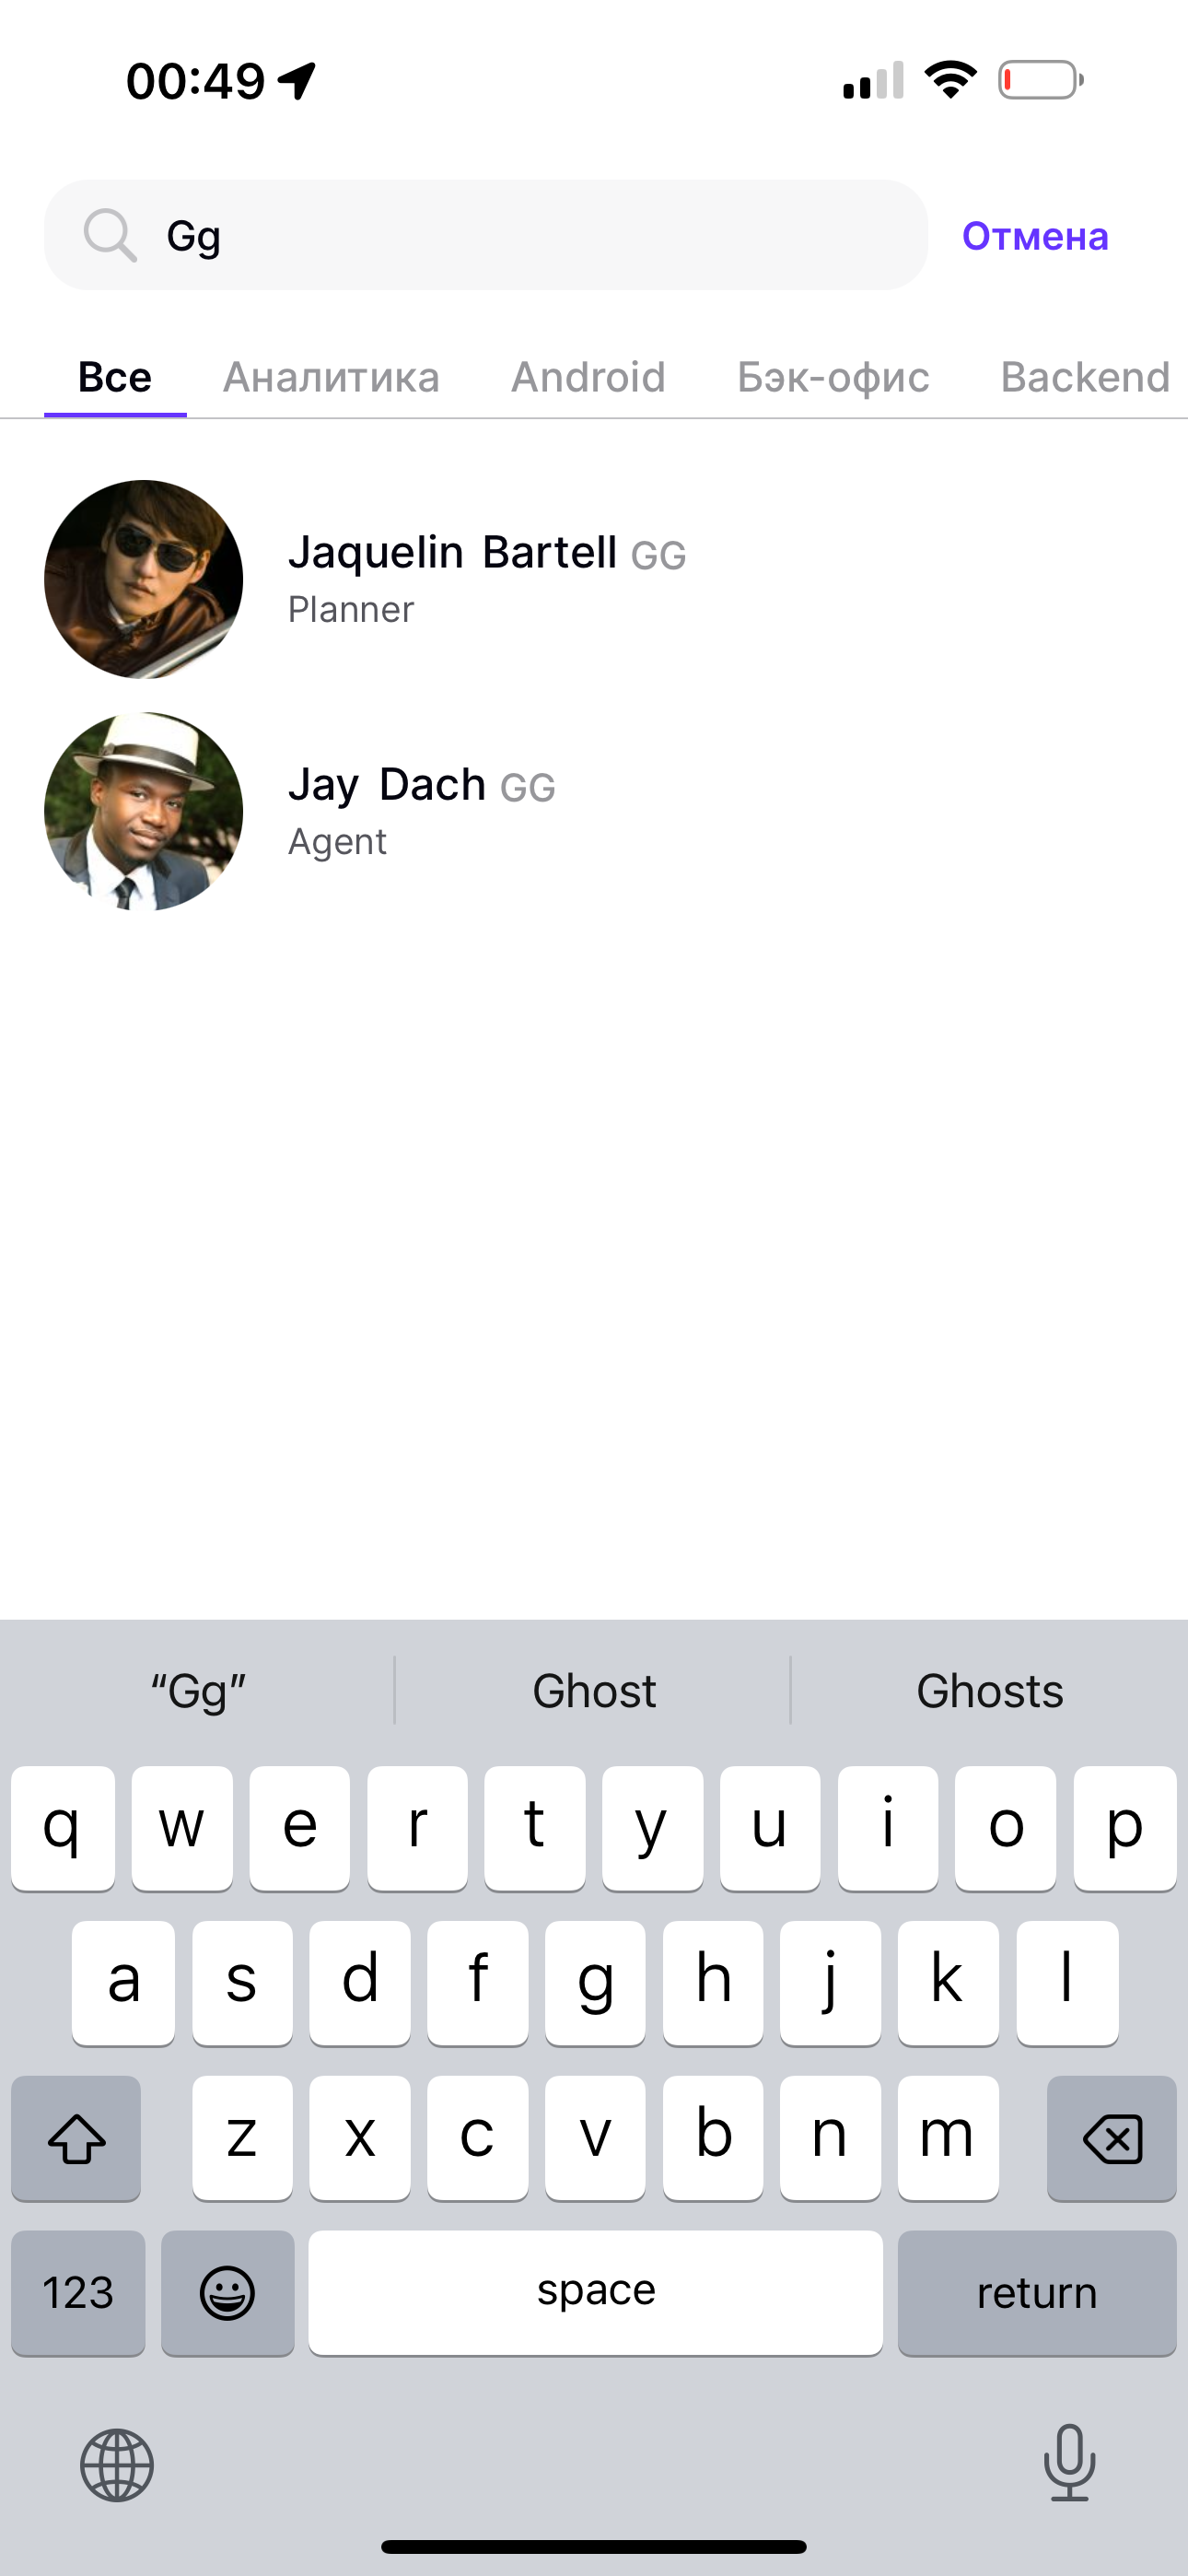 00:49
Gg Отмена
Все Аналитика Android Бэк-офис Backend
Jaquelin Bartell GG
Planner
Jay Dach GG
Agent
“Gg” Ghost Ghosts
q w e r t y u i o p
a s d f g h j k l
z x c v b n m
123 space return